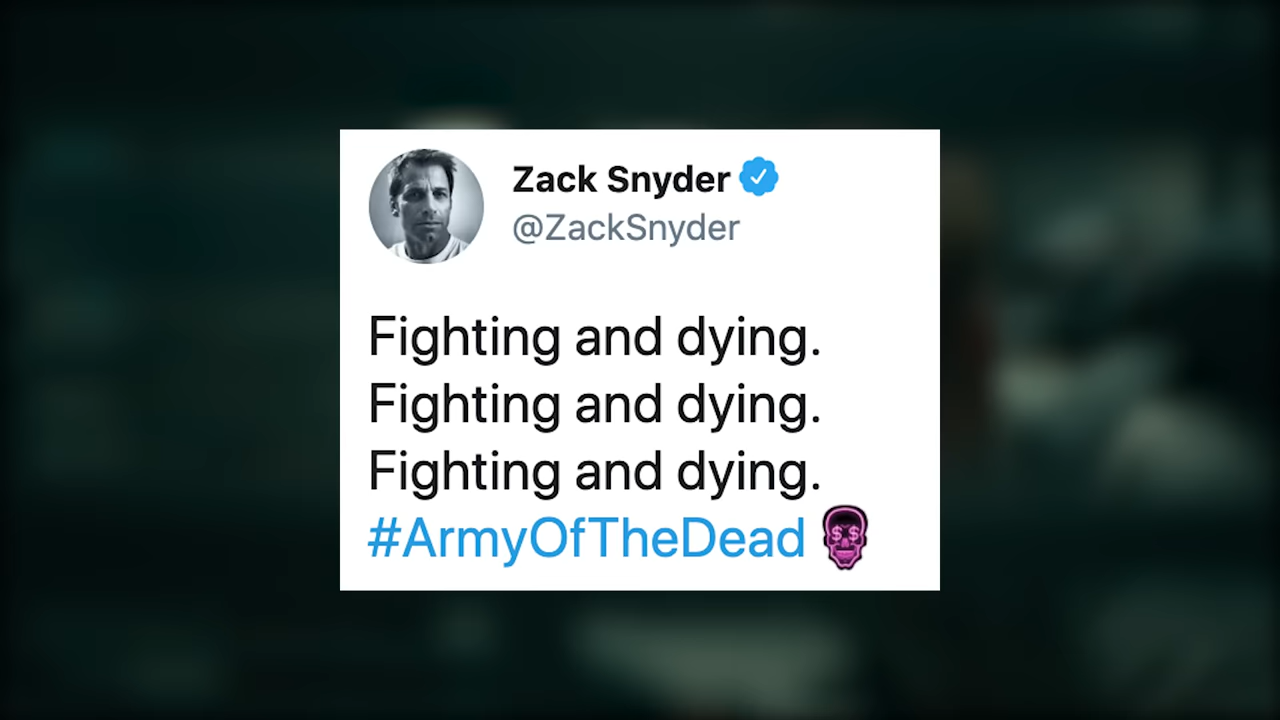 Zack Snyder
@ZackSnyder
Fighting and dying.
Fighting and dying.
Fighting and dying.
#ArmyOfTheDead